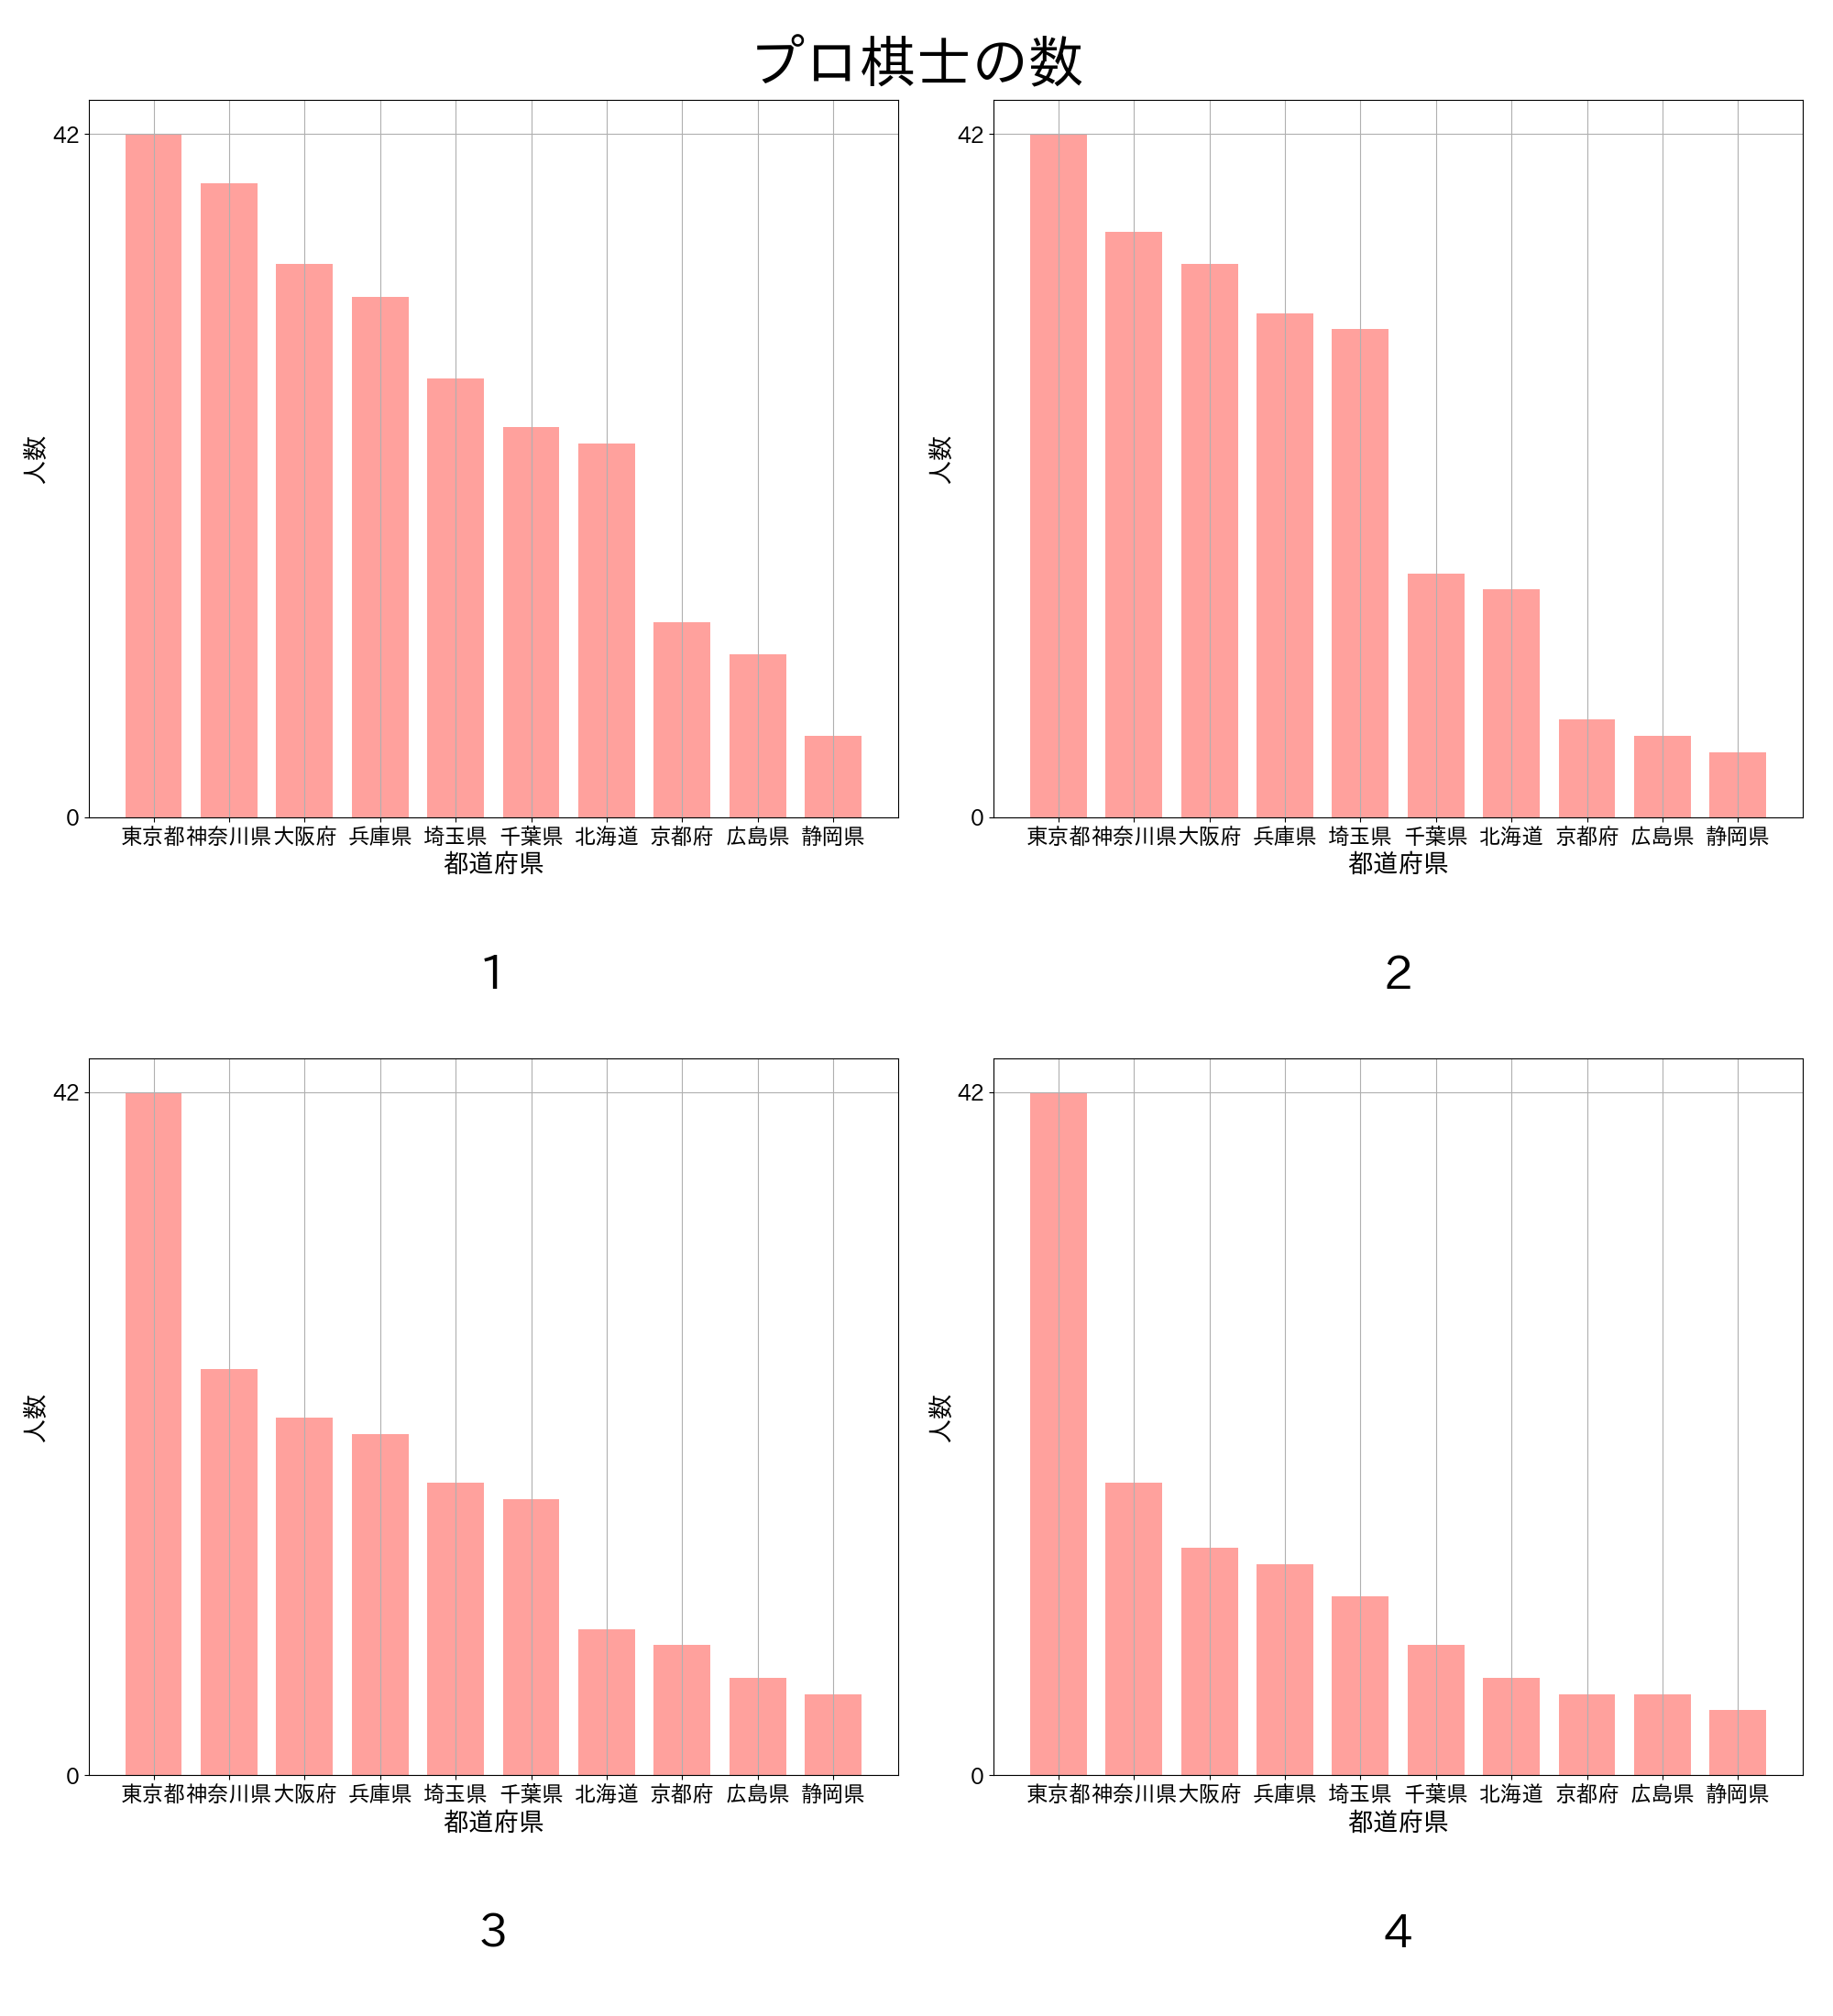 プロ棋士の数
42
0
人数
東京都 神奈川県 大阪府 兵庫県 埼玉県 千葉県 北海道 京都府 広島県 静岡県
都道府県
1
42
0
人数
東京都 神奈川県 大阪府 兵庫県 埼玉県 千葉県 北海道 京都府 広島県 静岡県
都道府県
2
42
0
人数
東京都 神奈川県 大阪府 兵庫県 埼玉県 千葉県 北海道 京都府 広島県 静岡県
都道府県
3
42
0
人数
東京都 神奈川県 大阪府 兵庫県 埼玉県 千葉県 北海道 京都府 広島県 静岡県
都道府県
4